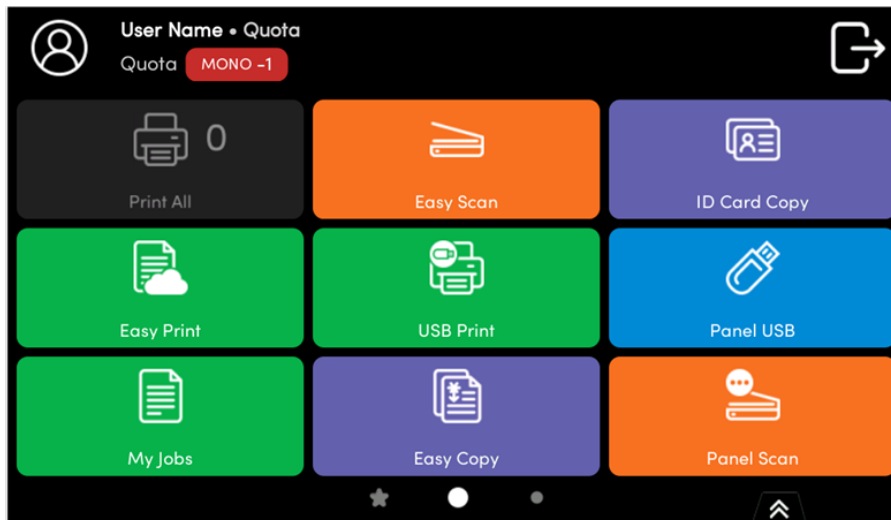 User Name • Quota
Quota MONO -1
0
Print All
Easy Scan
ID Card Copy
Easy Print
USB Print
Panel USB
My Jobs
¥
Easy Copy
Panel Scan